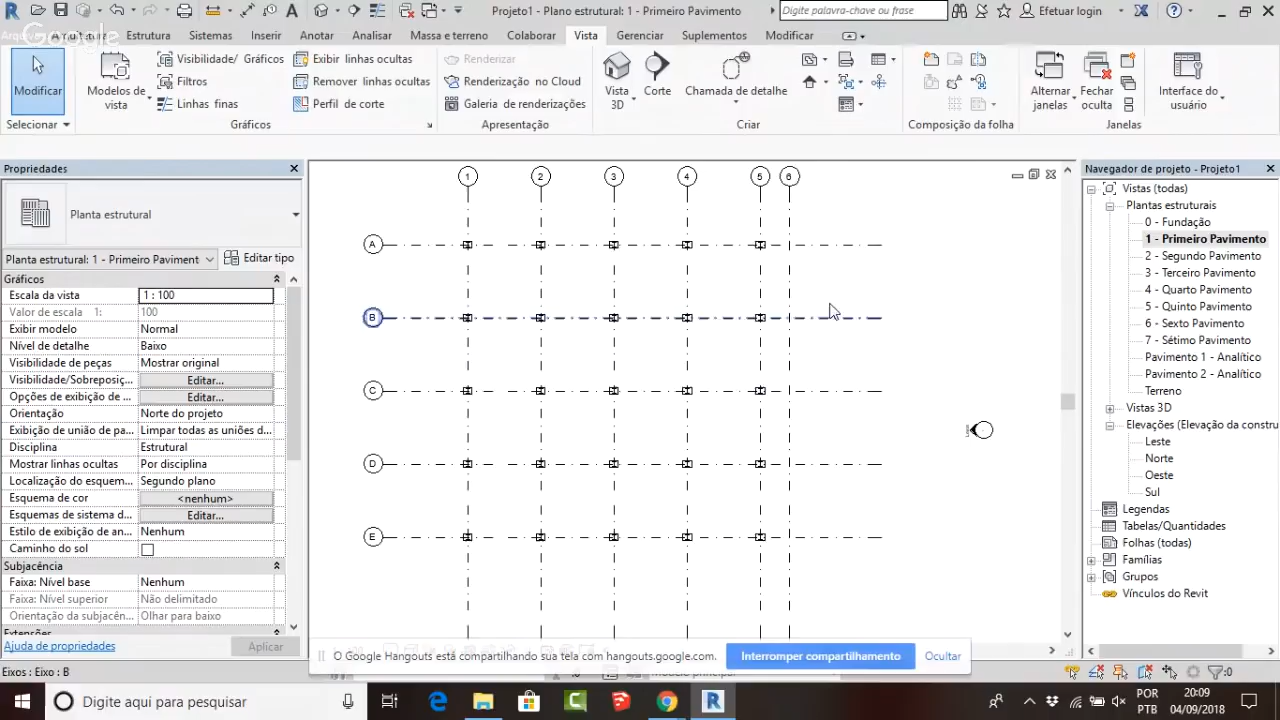 Projeto1 - Plano estrutural: 1 - Primeiro Pavimento
Digite palavra-chave ou frase
Efetuar login
Google
Estrutura
Sistemas
Inserir
Anotar
Analisar
Massa e terreno
Colaborar
Vista
Gerenciar
Suplementos
Modificar
Modificar
Modelos de vista
Visibilidade/ Gráficos
Filtros
Linhas finas
Exibir linhas ocultas
Remover linhas ocultas
Perfil de corte
Renderizar
Renderização no Cloud
Galeria de renderizações
Vista 3D
Corte
Chamada de detalhe
Alternar janelas
Fechar oculta
Interface do usuário
Selecionar
Gráficos
Apresentação
Criar
Composição da folha
Janelas
Propriedades
Planta estrutural
Planta estrutural: 1 - Primeiro Paviment
Editar tipo
Gráficos
Escala da vista 1 : 100
Valor de escala 1: 100
Exibir modelo Normal
Nível de detalhe Baixo
Visibilidade de peças Mostrar original
Visibilidade/Sobreposiç... Editar...
Opções de exibição de ... Editar...
Orientação Norte do projeto
Exibição de união de pa... Limpar todas as uniões d...
Disciplina Estrutural
Mostrar linhas ocultas Por disciplina
Localização do esquem... Segundo plano
Esquema de cor <nenhum>
Esquemas de sistema d... Editar...
Estilo de exibição de an... Nenhum
Caminho do sol
Subjacência
Faixa: Nível base Nenhum
Faixa: Nível superior Não delimitado
Orientação da subjacên... Olhar para baixo
Extensões
Ajuda de propriedades
Aplicar
1 2 3 4 5 6
A
B
C
D
E
Navegador de projeto - Projeto1
Vistas (todas)
Plantas estruturais
0 - Fundação
1 - Primeiro Pavimento
2 - Segundo Pavimento
3 - Terceiro Pavimento
4 - Quarto Pavimento
5 - Quinto Pavimento
6 - Sexto Pavimento
7 - Sétimo Pavimento
Pavimento 1 - Analítico
Pavimento 2 - Analítico
Terreno
Vistas 3D
Elevações (Elevação da constru
Leste
Norte
Oeste
Sul
Legendas
Tabelas/Quantidades
Folhas (todas)
Famílias
Grupos
Vínculos do Revit
O Google Hangouts está compartilhando sua tela com hangouts.google.com.
Interromper compartilhamento
Ocultar
Eixos : Eixo : B
:0
Digite aqui para pesquisar
POR
PTB
20:09
04/09/2018